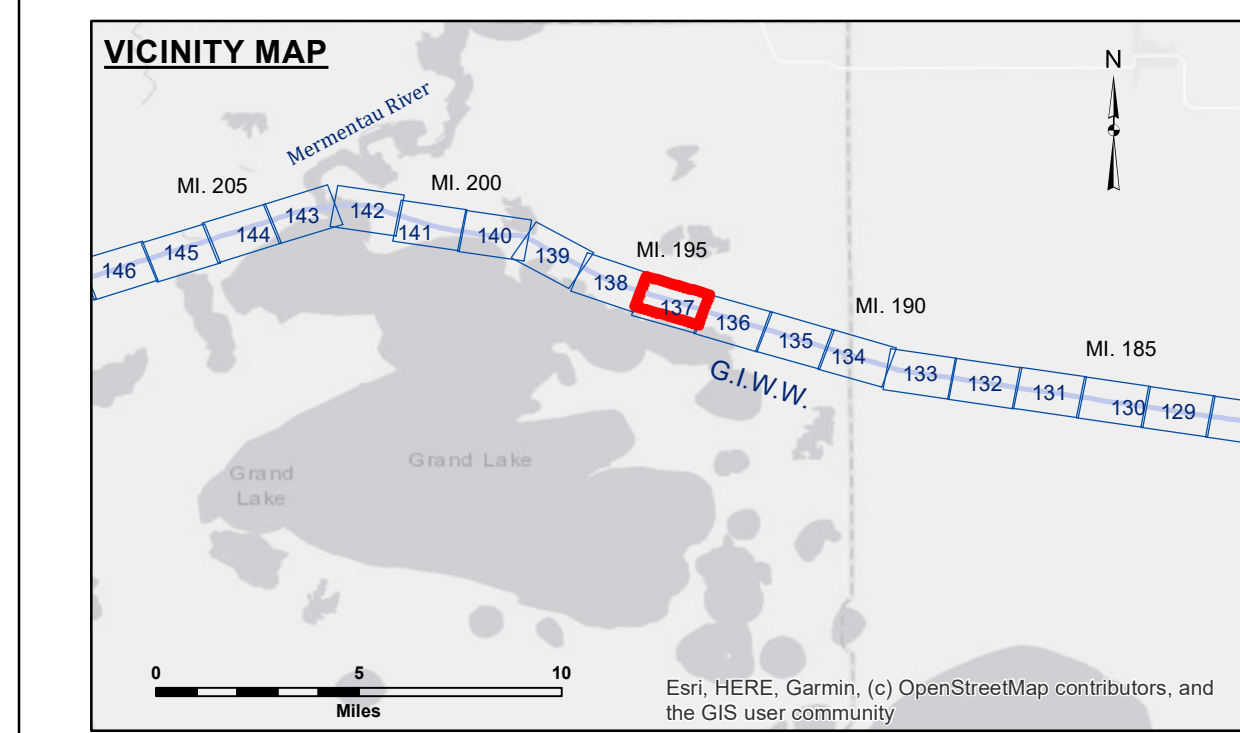 VICINITY MAP
N
Mermentau River
MI. 205
MI. 200
MI. 195
MI. 190
MI. 185
146
145
144
143
142
141
140
139
138
137
136
135
134
133
132
131
130
129
G.I.W.W.
Grand Lake
Grand
Lake
0
5
10
Miles
Esri, HERE, Garmin, (c) OpenStreetMap contributors, and
the GIS user community